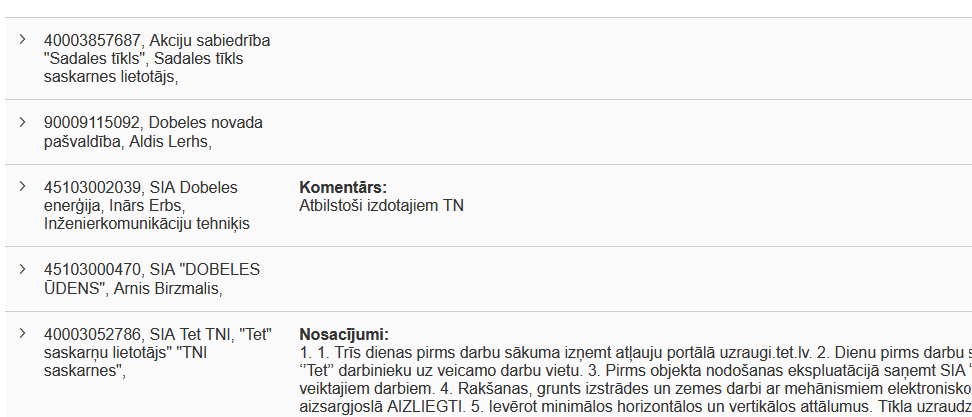 40003857687, Akciju sabiedrība
"Sadales tīkls", Sadales tīkls
saskarnes lietotājs,
90009115092, Dobeles novada
pašvaldība, Aldis Lerhs,
45103002039, SIA Dobeles
enerģija, Inārs Erbs,
Inženierkomunikāciju tehniķis
Komentārs:
Atbilstoši izdotajiem TN
45103000470, SIA "DOBELES
ŪDENS", Arnis Birzmalis,
40003052786, SIA Tet TNI, "Tet"
saskarņu lietotājs" "TNI
saskarnes",
Nosacījumi:
1. 1. Trīs dienas pirms darbu sākuma izņemt atļauju portālā uzraugi.tet.lv. 2. Dienu pirms darbu
‘’Tet’’ darbinieku uz veicamo darbu vietu. 3. Pirms objekta nodošanas ekspluatācijā saņemt SIA
veiktajiem darbiem. 4. Rakšanas, grunts izstrādes un zemes darbi ar mehānismiem elektronisko
aizsargjoslā AIZLIEGTI. 5. Ievērot minimālos horizontālos un vertikālos attālumus. Tīkla uzraudz